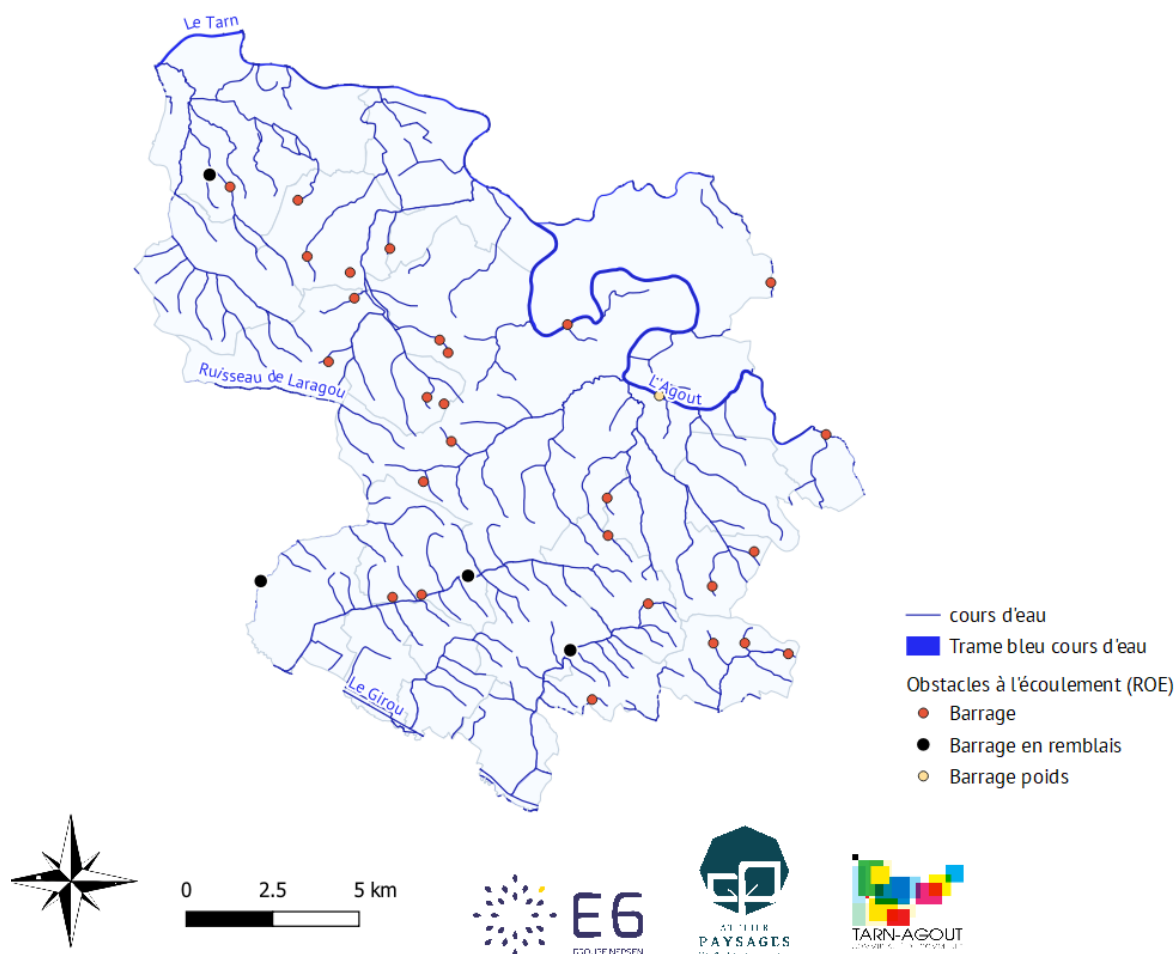 Le Tarn
Ruisseau de Laragou
L'Agout
Le Girou
cours d'eau
Trame bleu cours d'eau
Obstacles à l'écoulement (ROE)
Barrage
Barrage en remblais
Barrage poids
0 2.5 5 km
E6
ATELIER
PAYSAGES
TARN-AGOUT